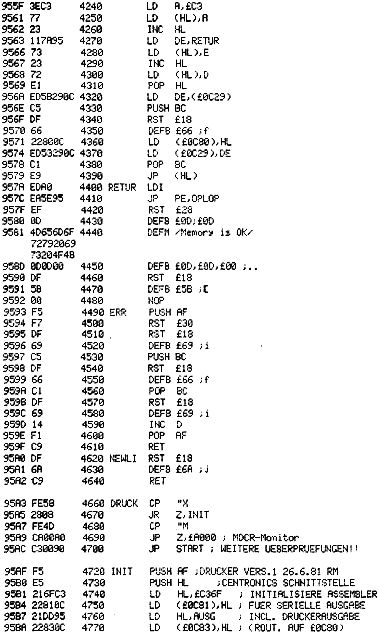 955F 3EC3 4240 LD A,£C3
9561 77 4250 LD (HL),A
9562 23 4260 INC HL
9563 117A95 4270 LD DE,RETUR
9566 73 4280 LD (HL),E
9567 23 4290 INC HL
9568 72 4300 LD (HL),D
9569 E1 4310 POP HL
956A ED5B290C 4320 LD DE,(£0C29)
956E C5 4330 PUSH BC
956F DF 4340 RST £18
9570 66 4350 DEFB £66 ;f
9571 22800C 4360 LD (£0C80),HL
9574 ED53290C 4370 LD (£0C29),DE
9578 C1 4380 POP BC
9579 E9 4390 JP (HL)
957A EDA0 4400 RETUR LDI
957C EA5E95 4410 JP PE,OPLOP
957F EF 4420 RST £28
9580 0D 4430 DEFB £0D;£0D
9581 4D656D6F 4440 DEFM /Memory is OK/
72792069
73204F4B
958D 0D0D00 4450 DEFB £0D,£0D,£00 ;..
9590 DF 4460 RST £18
9591 5B 4470 DEFB £5B ;E
9592 00 4480 NOP
9593 F5 4490 ERR PUSH AF
9594 F7 4500 RST £30
9595 DF 4510 RST £18
9596 69 4520 DEFB £69 ;i
9597 C5 4530 PUSH BC
9598 DF 4540 RST £18
9599 66 4550 DEFB £66 ;f
959A C1 4560 POP BC
959B DF 4570 RST £18
959C 69 4580 DEFB £69 ;i
959D 14 4590 INC D
959E F1 4600 POP AF
959F C9 4610 RET
95A0 DF 4620 NEWLI RST £18
95A1 6A 4630 DEFB £6A ;j
95A2 C9 4640 RET
95A3 FE58 4660 DRUCK CP "X
95A5 2808 4670 JR Z,INIT
95A7 FE4D 4680 CP "M
95A9 CA00A0 4690 JP Z,£A000 ; MDCR-Monitor
95AC C30090 4700 JP START ; WEITERE UEBERPRUEFUNGEN!!
95AF F5 4720 INIT PUSH AF ;DRUCKER VERS.1 26.6.81 RM
95B0 E5 4730 PUSH HL ;CENTRONICS SCHNITTSTELLE
95B1 216FC3 4740 LD HL,£C36F ; INITIALISIERE ASSEMBLER
95B4 22810C 4750 LD (£0C81),HL ; FUER SERIELLE AUSGABE
95B7 21DD95 4760 LD HL,AUSG ; INCL. DRUCKERAUSGABE
95BA 22830C 4770 LD (£0C83),HL ; (ROUT. AUF £0C80)